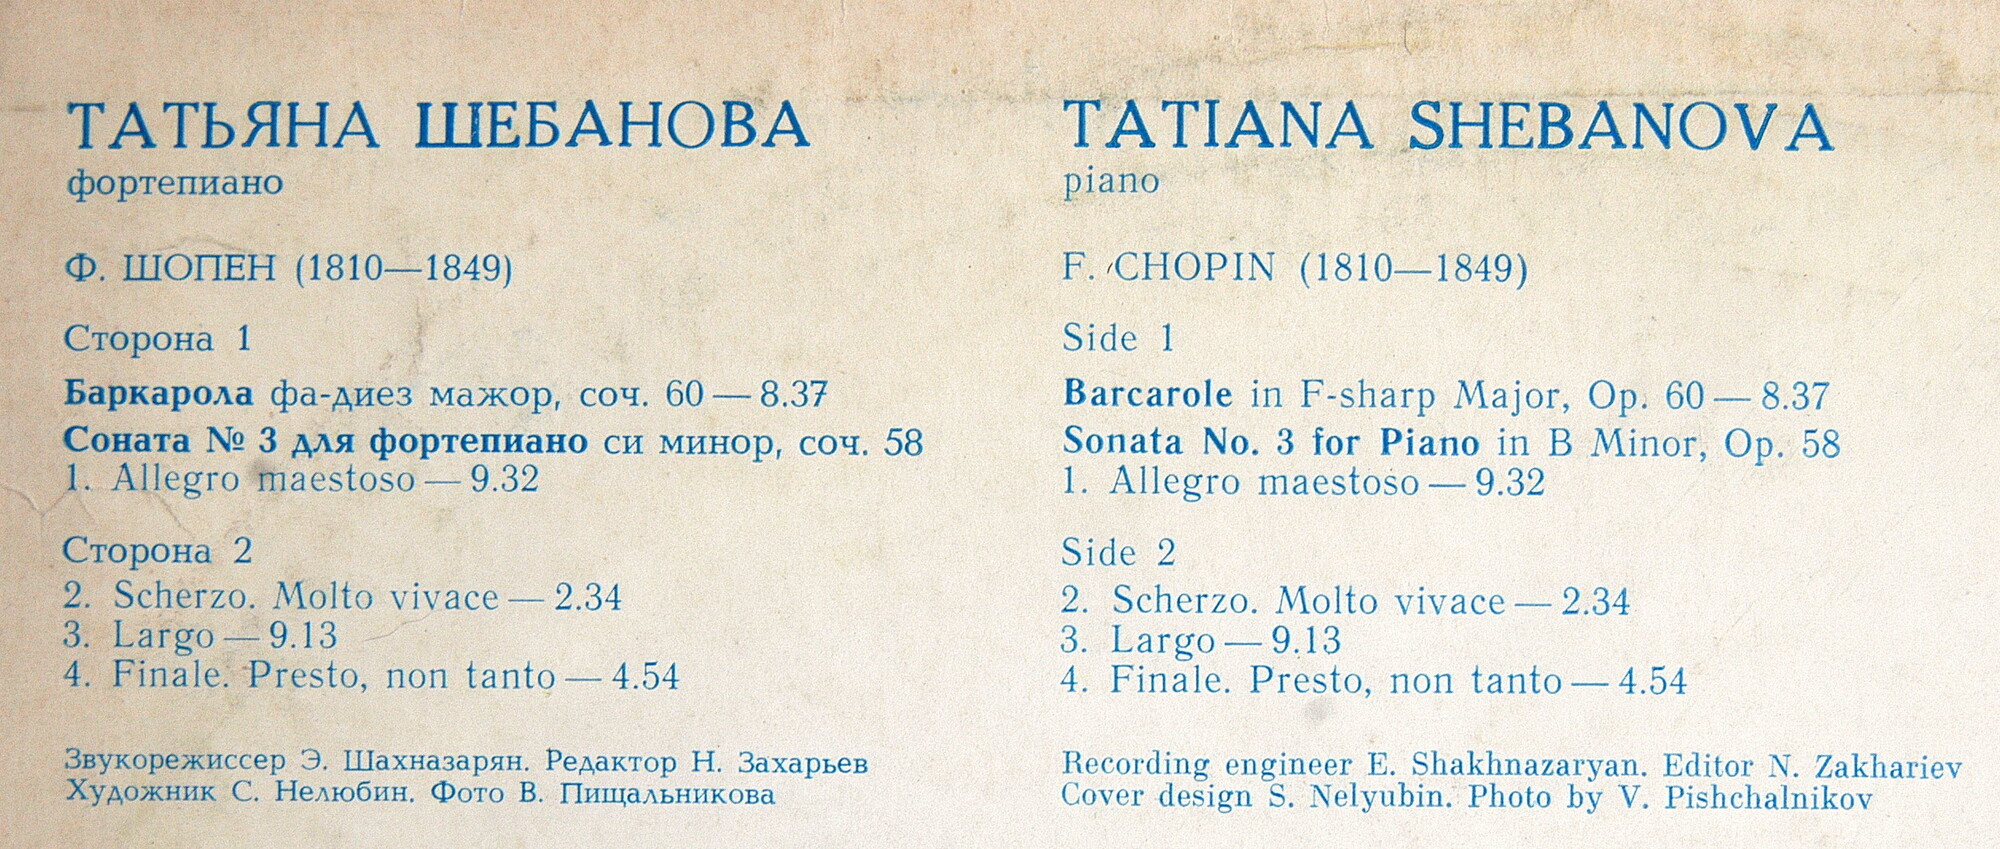 ТАТЬЯНА ШЕБАНОВА
фортепиано
Ф. ШОПЕН (1810—1849)
Сторона 1
Баркарола фа-диез мажор, соч. 60 — 8.37
Соната № 3 для фортепиано си минор, соч. 58
1. Allegro maestoso — 9.32
Сторона 2
2. Scherzo. Molto vivace — 2.34
3. Largo — 9.13
4. Finale. Presto, non tanto — 4.54
Звукорежиссер Э. Шахназарян. Редактор Н. Захарьев
Художник С. Нелюбин. Фото В. Пищальникова
TATIANA SHEBANOVA
piano
F. CHOPIN (1810—1849)
Side 1
Barcarole in F-sharp Major, Op. 60 — 8.37
Sonata No. 3 for Piano in B Minor, Op. 58
1. Allegro maestoso — 9.32
Side 2
2. Scherzo. Molto vivace — 2.34
3. Largo — 9.13
4. Finale. Presto, non tanto — 4.54
Recording engineer E. Shakhnazaryan. Editor N. Zakhariev
Cover design S. Nelyubin. Photo by V. Pishchalnikov